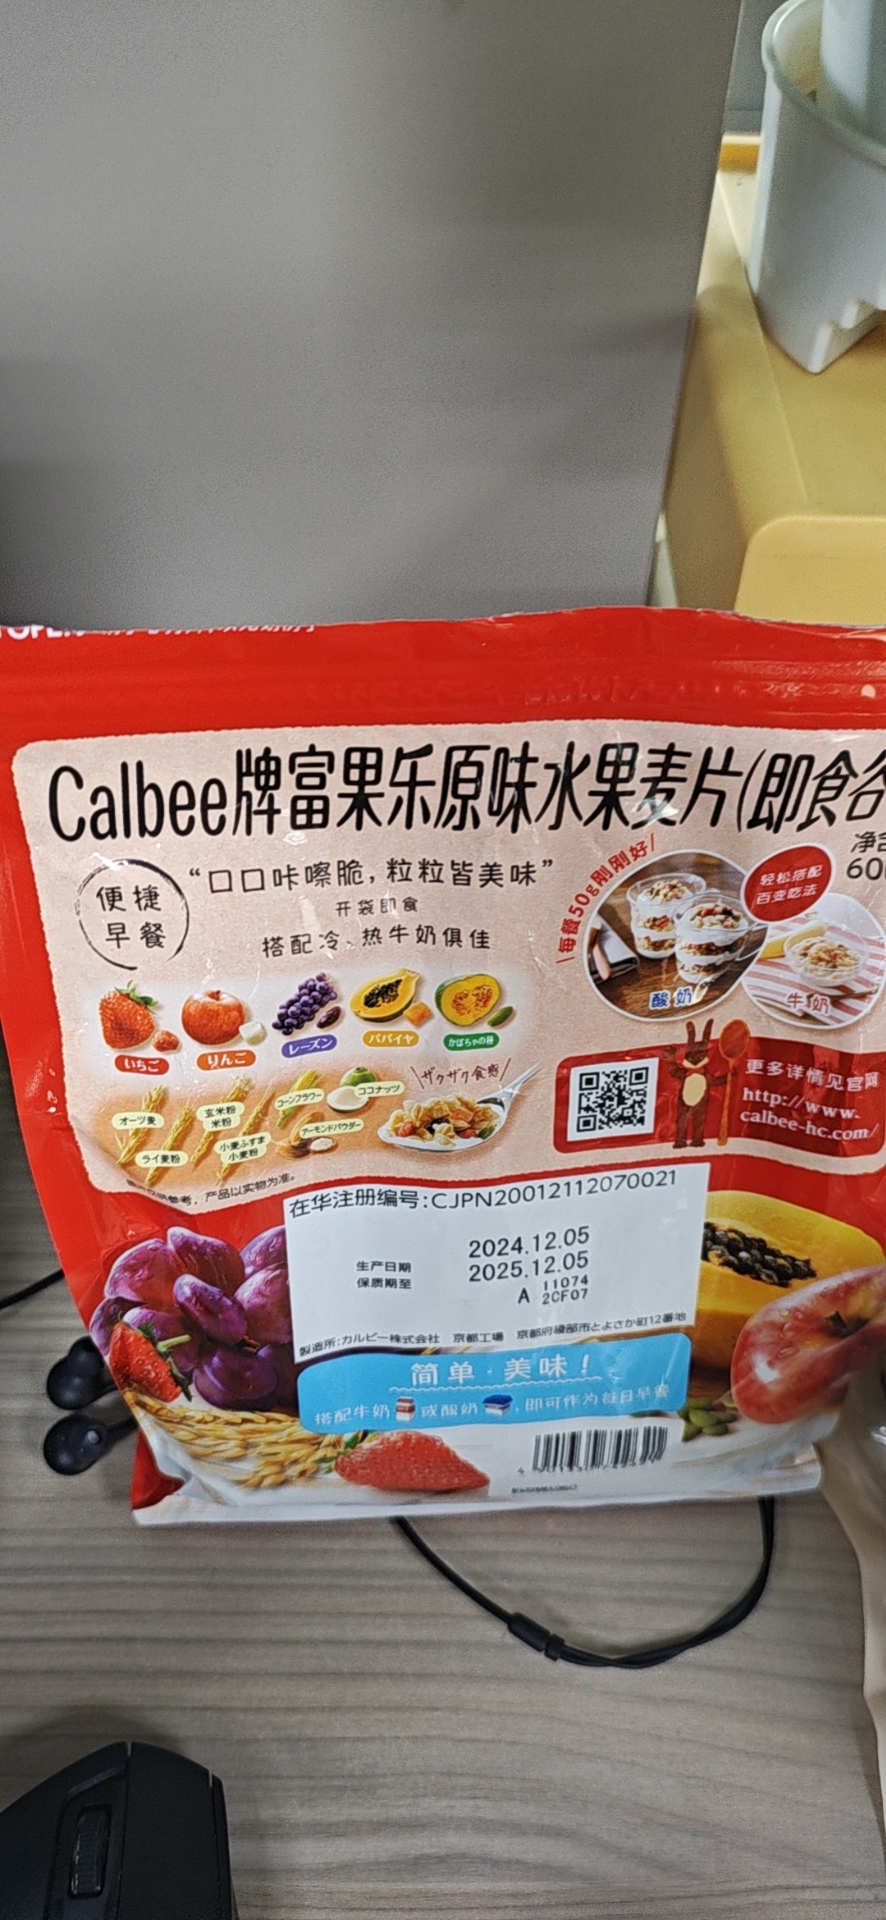 Calbee牌富果乐原味水果麦片(即食谷
便捷
早餐
“口口咔嚓脆,粒粒皆美味”
开袋即食
搭配冷、热牛奶俱佳
每餐50g刚刚好
轻松搭配
百变吃法
酸奶
牛奶
いちご
りんご
レーズン
パパイヤ
かぼちゃの種
オーツ麦
玄米粉
米粉
コーンフラワー
ココナッツ
ライ麦粉
小麦ふすま
小麦粉
アーモンドパウダー
ザクザク食感
更多详情见官网
http://www.
calbee-hc.com/
参考,产品以实物为准。
在华注册编号:CJPN20012112070021
生产日期 2024.12.05
保质期至 2025.12.05
A 11074
2CF07
製造所:カルビー株式会社 京都工場 京都府綾部市とよさか町12番地
简单·美味!
搭配牛奶或酸奶,即可作为每日早餐